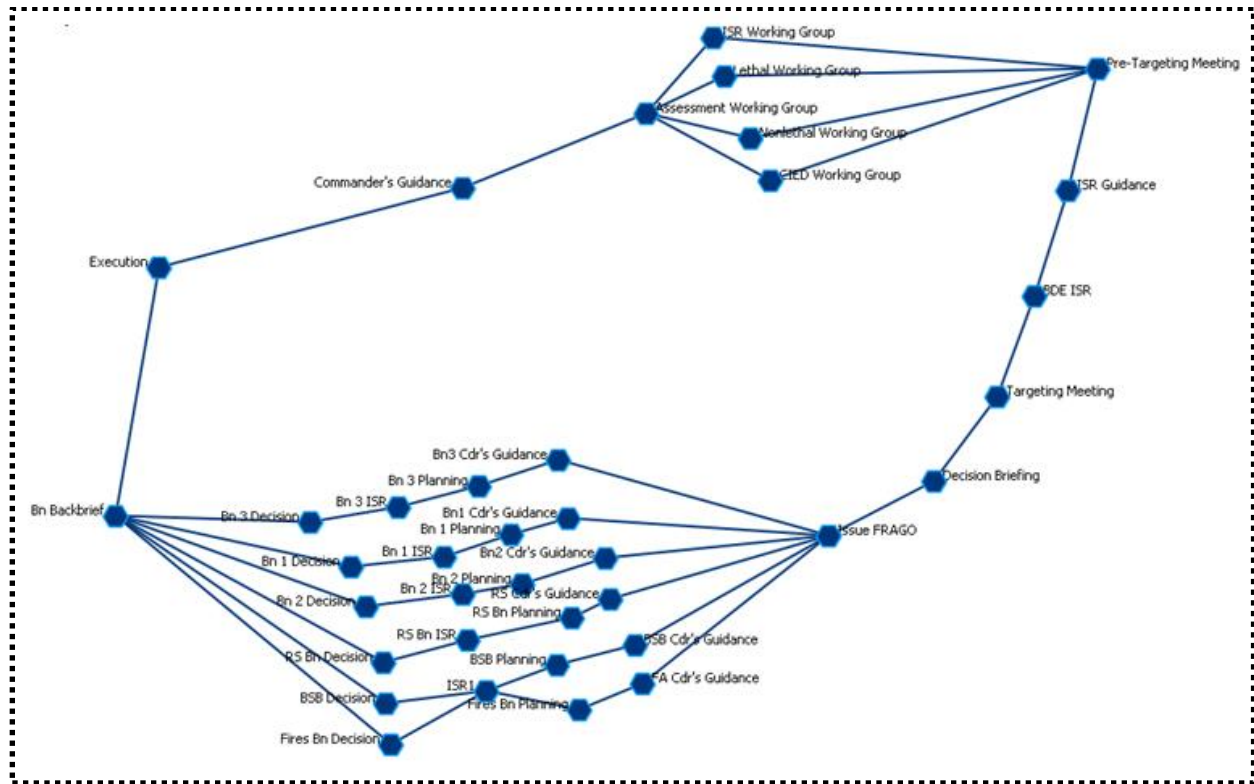 ISR Working Group
Pre-Targeting Meeting
Lethal Working Group
Assessment Working Group
Nonlethal Working Group
CIED Working Group
Commander's Guidance
ISR Guidance
Execution
BDE ISR
Targeting Meeting
Bn3 Cdr's Guidance
Decision Briefing
Bn 3 Planning
Bn 3 ISR
Bn Backbrief
Bn 3 Decision
Bn1 Cdr's Guidance
Bn 1 Planning
Issue FRAGO
Bn 1 ISR
Bn2 Cdr's Guidance
Bn 1 Decision
Bn 2 Planning
Bn 2 ISR
RS Cdr's Guidance
Bn 2 Decision
RS Bn Planning
RS Bn ISR
BSB Cdr's Guidance
RS Bn Decision
BSB Planning
FA Cdr's Guidance
ISR1
BSB Decision
Fires Bn Planning
Fires Bn Decision